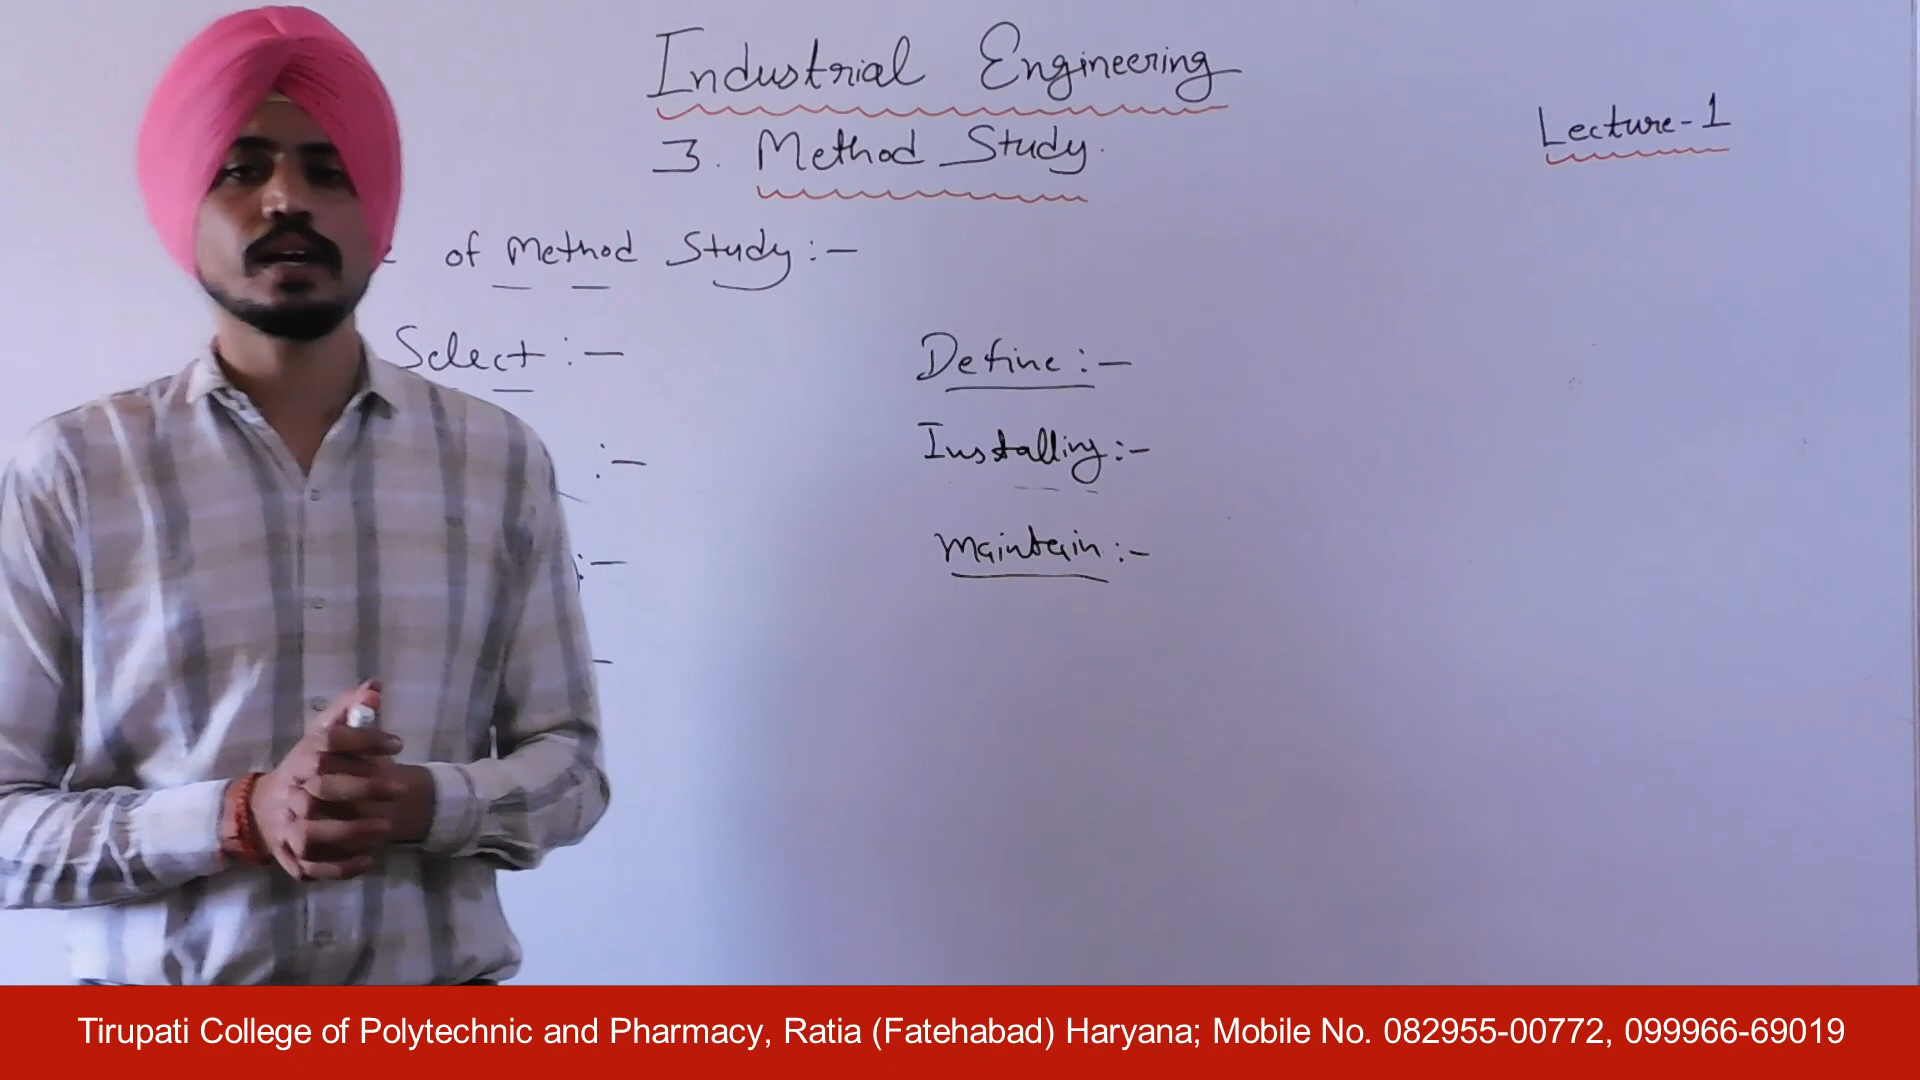 Industrial Engineering
3. Method Study.
Lecture-1
of Method Study:-
Select :-
:-
:-
-
Define :-
Installing :-
Maintain :-
Tirupati College of Polytechnic and Pharmacy, Ratia (Fatehabad) Haryana; Mobile No. 082955-00772, 099966-69019